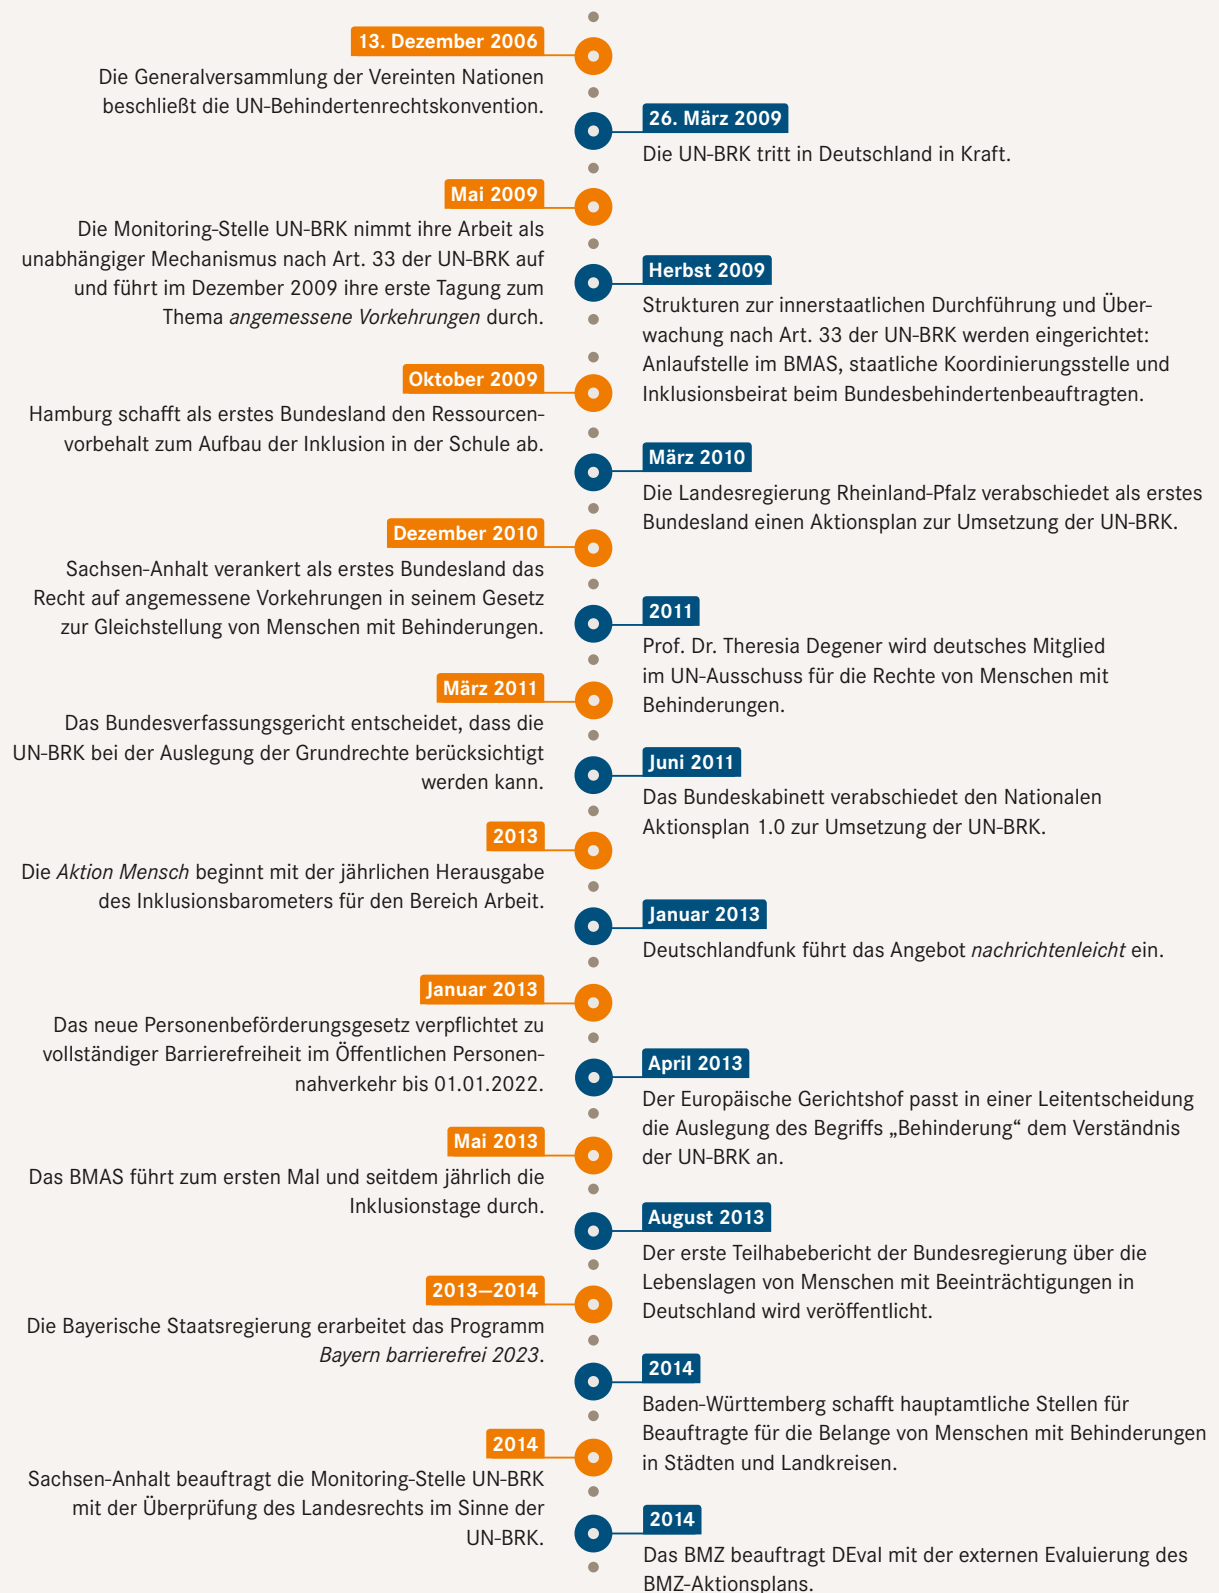 13. Dezember 2006
Die Generalversammlung der Vereinten Nationen
beschließt die UN-Behindertenrechtskonvention.
26. März 2009
Die UN-BRK tritt in Deutschland in Kraft.
Mai 2009
Die Monitoring-Stelle UN-BRK nimmt ihre Arbeit als
unabhängiger Mechanismus nach Art. 33 der UN-BRK auf
und führt im Dezember 2009 ihre erste Tagung zum
Thema angemessene Vorkehrungen durch.
Herbst 2009
Strukturen zur innerstaatlichen Durchführung und Über-
wachung nach Art. 33 der UN-BRK werden eingerichtet:
Anlaufstelle im BMAS, staatliche Koordinierungsstelle und
Inklusionsbeirat beim Bundesbehindertenbeauftragten.
Oktober 2009
Hamburg schafft als erstes Bundesland den Ressourcen-
vorbehalt zum Aufbau der Inklusion in der Schule ab.
März 2010
Die Landesregierung Rheinland-Pfalz verabschiedet als erstes
Bundesland einen Aktionsplan zur Umsetzung der UN-BRK.
Dezember 2010
Sachsen-Anhalt verankert als erstes Bundesland das
Recht auf angemessene Vorkehrungen in seinem Gesetz
zur Gleichstellung von Menschen mit Behinderungen.
2011
Prof. Dr. Theresia Degener wird deutsches Mitglied
im UN-Ausschuss für die Rechte von Menschen mit
Behinderungen.
März 2011
Das Bundesverfassungsgericht entscheidet, dass die
UN-BRK bei der Auslegung der Grundrechte berücksichtigt
werden kann.
Juni 2011
Das Bundeskabinett verabschiedet den Nationalen
Aktionsplan 1.0 zur Umsetzung der UN-BRK.
2013
Die Aktion Mensch beginnt mit der jährlichen Herausgabe
des Inklusionsbarometers für den Bereich Arbeit.
Januar 2013
Deutschlandfunk führt das Angebot nachrichtenleicht ein.
Januar 2013
Das neue Personenbeförderungsgesetz verpflichtet zu
vollständiger Barrierefreiheit im Öffentlichen Personen-
nahverkehr bis 01.01.2022.
April 2013
Der Europäische Gerichtshof passt in einer Leitentscheidung
die Auslegung des Begriffs „Behinderung“ dem Verständnis
der UN-BRK an.
Mai 2013
Das BMAS führt zum ersten Mal und seitdem jährlich die
Inklusionstage durch.
August 2013
Der erste Teilhabebericht der Bundesregierung über die
Lebenslagen von Menschen mit Beeinträchtigungen in
Deutschland wird veröffentlicht.
2013—2014
Die Bayerische Staatsregierung erarbeitet das Programm
Bayern barrierefrei 2023.
2014
Baden-Württemberg schafft hauptamtliche Stellen für
Beauftragte für die Belange von Menschen mit Behinderungen
in Städten und Landkreisen.
2014
Sachsen-Anhalt beauftragt die Monitoring-Stelle UN-BRK
mit der Überprüfung des Landesrechts im Sinne der
UN-BRK.
2014
Das BMZ beauftragt DEval mit der externen Evaluierung des
BMZ-Aktionsplans.